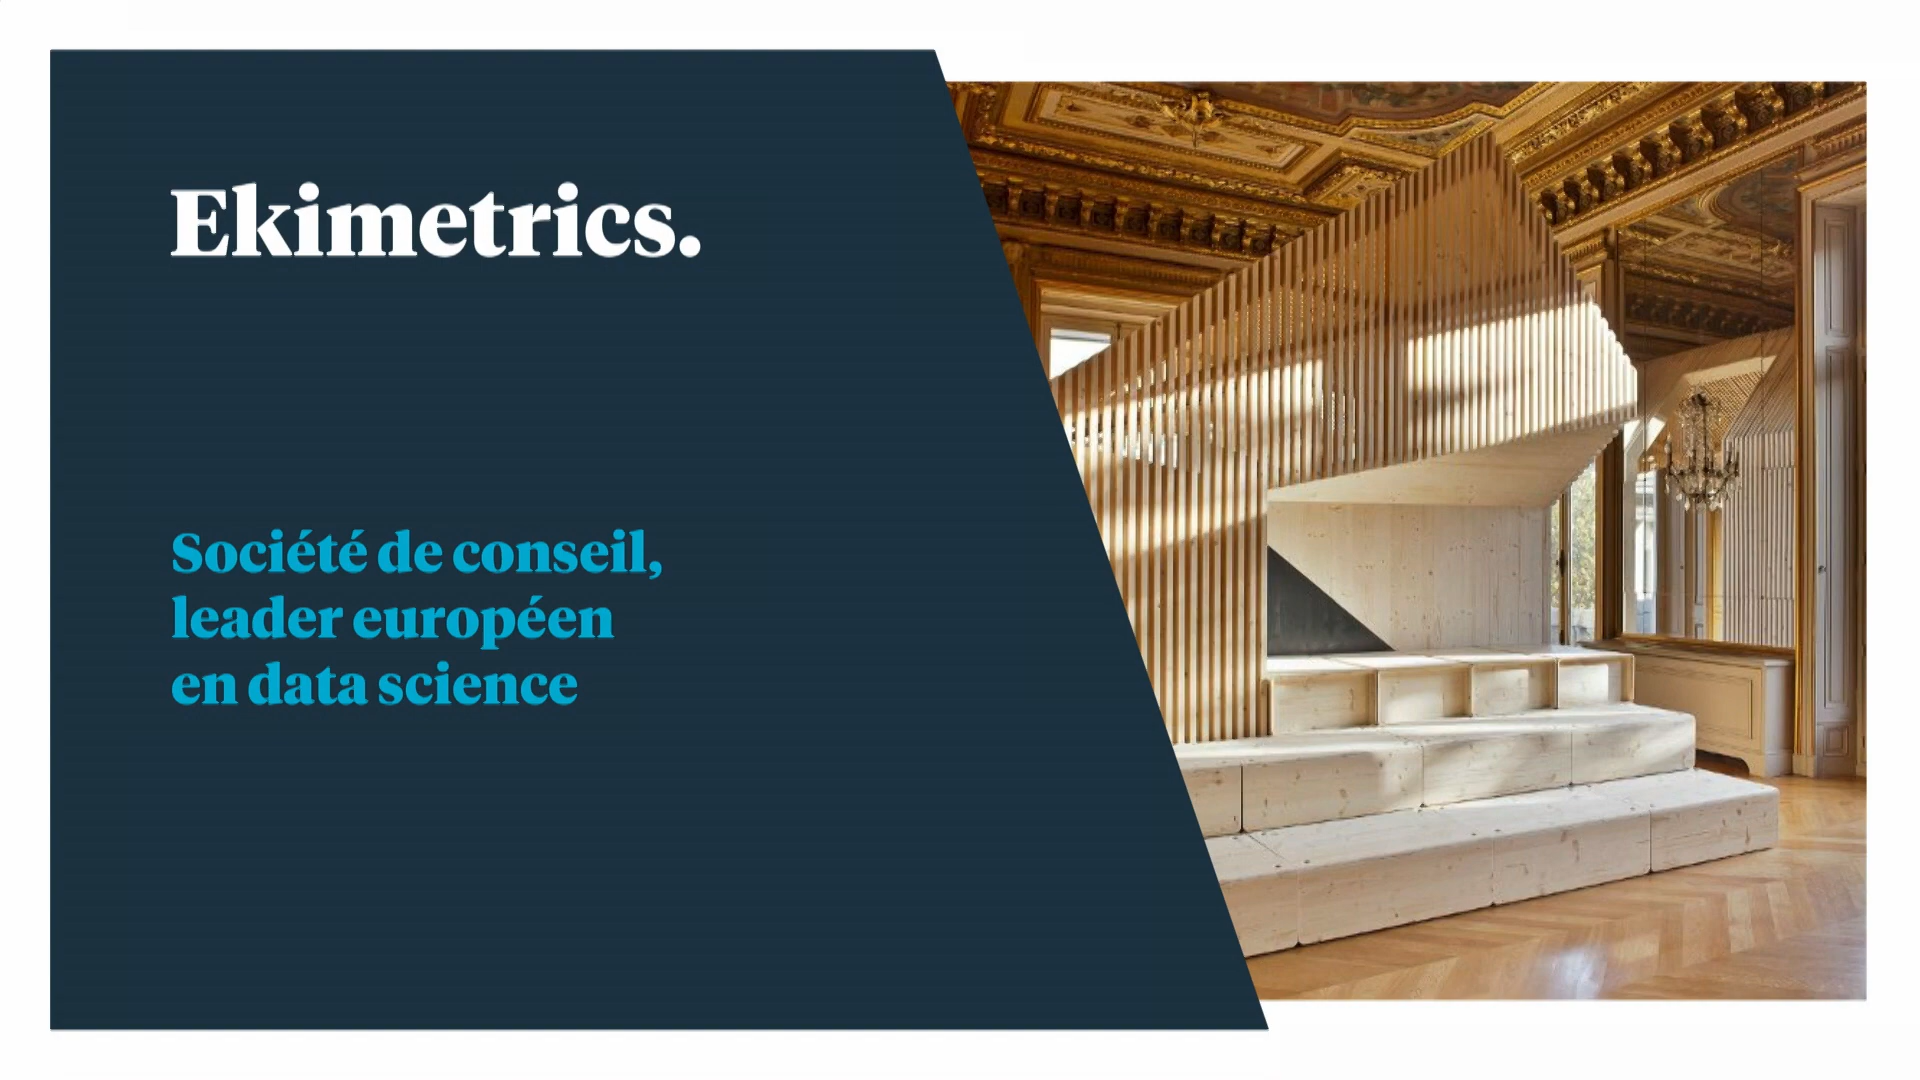 Ekimetrics.
Société de conseil,
leader européen
en data science